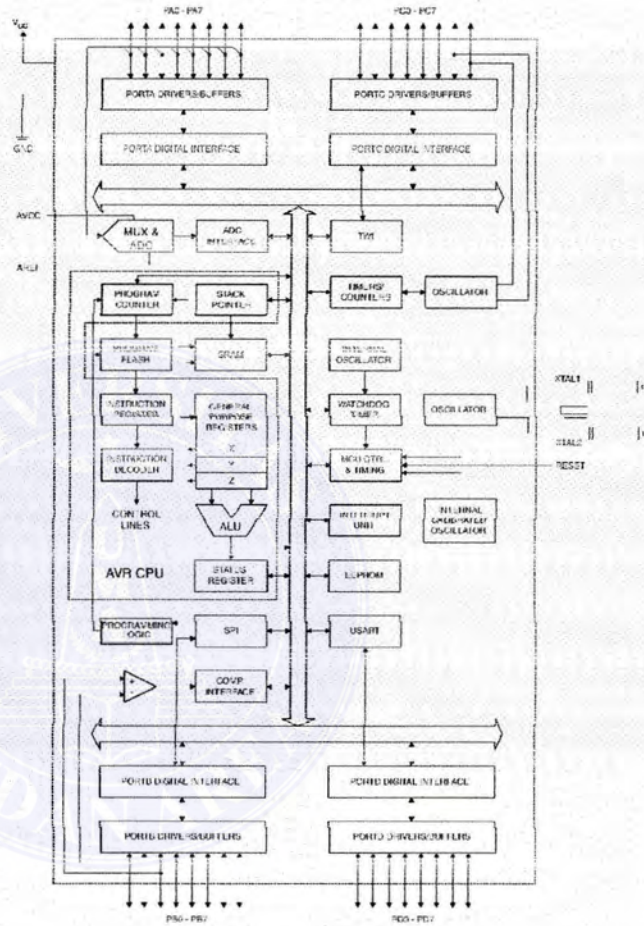 PA0 - PA7
PC0 - PC7
VCC
GND
PORTA DRIVERS/BUFFERS
PORTC DRIVERS/BUFFERS
PORTA DIGITAL INTERFACE
PORTC DIGITAL INTERFACE
AVCC
MUX &
ADC
ADC
INTERFACE
TWI
AREF
PROGRAM
COUNTER
STACK
POINTER
TIMERS/
COUNTERS
OSCILLATOR
PROGRAM
FLASH
SRAM
INTERNAL
OSCILLATOR
XTAL1
INSTRUCTION
REGISTER
GENERAL
PURPOSE
REGISTERS
WATCHDOG
TIMER
OSCILLATOR
XTAL2
X
INSTRUCTION
DECODER
Y
MCU CTRL.
& TIMING
RESET
Z
CONTROL
LINES
ALU
INTERRUPT
UNIT
INTERNAL
CALIBRATED
OSCILLATOR
AVR CPU
STATUS
REGISTER
EEPROM
PROGRAMMING
LOGIC
SPI
USART
+
-
COMP.
INTERFACE
PORTB DIGITAL INTERFACE
PORTD DIGITAL INTERFACE
PORTB DRIVERS/BUFFERS
PORTD DRIVERS/BUFFERS
PB0 - PB7
PD0 - PD7